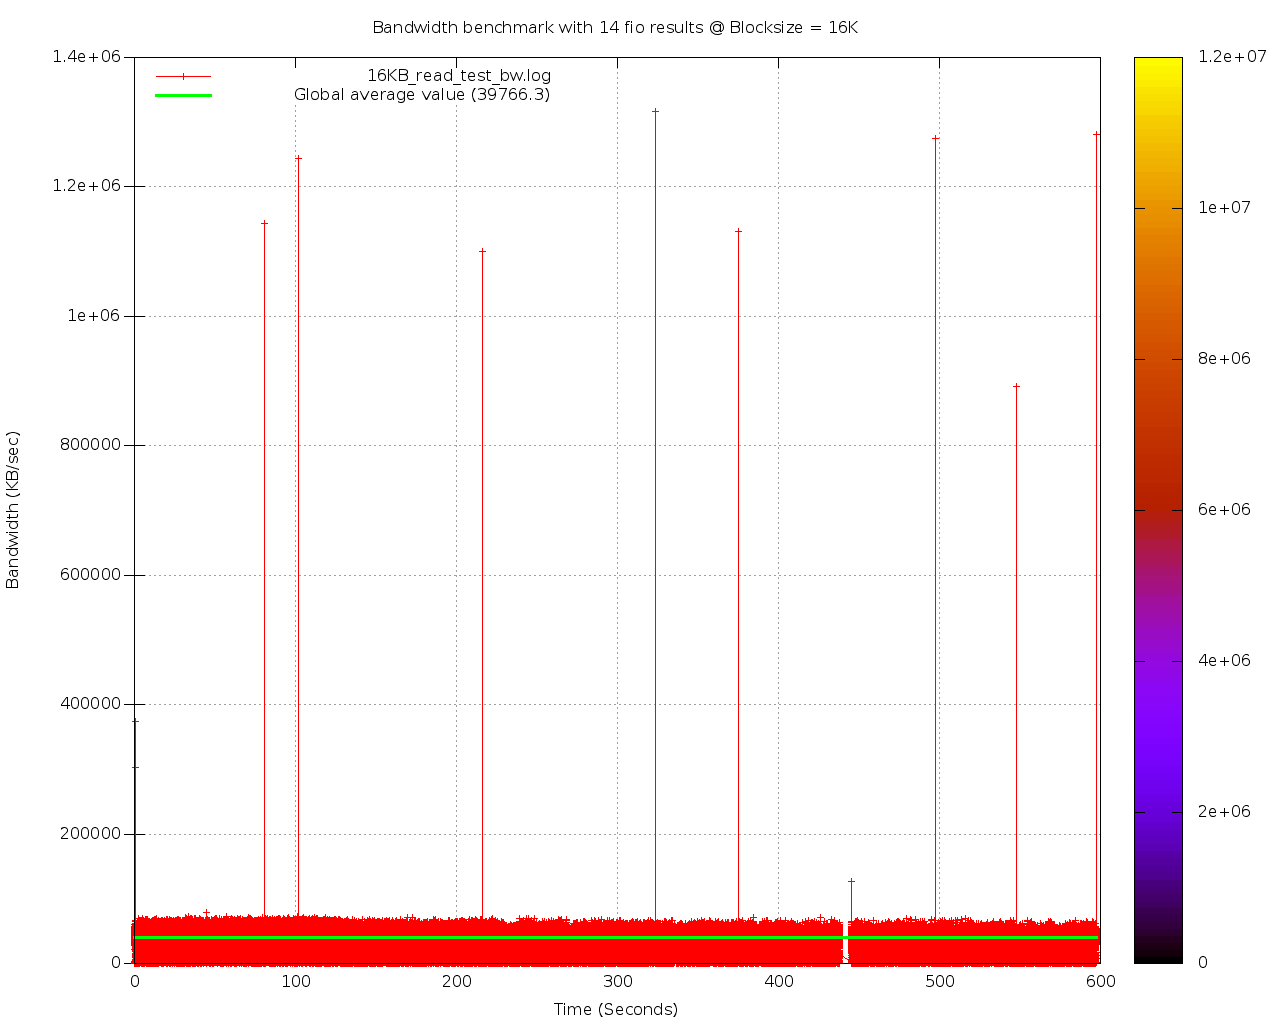 Bandwidth benchmark with 14 fio results @ Blocksize = 16K
16KB_read_test_bw.log
Global average value (39766.3)
1.4e+06
1.2e+06
1e+06
800000
600000
400000
200000
0
Bandwidth (KB/sec)
0 100 200 300 400 500 600
Time (Seconds)
1.2e+07
1e+07
8e+06
6e+06
4e+06
2e+06
0